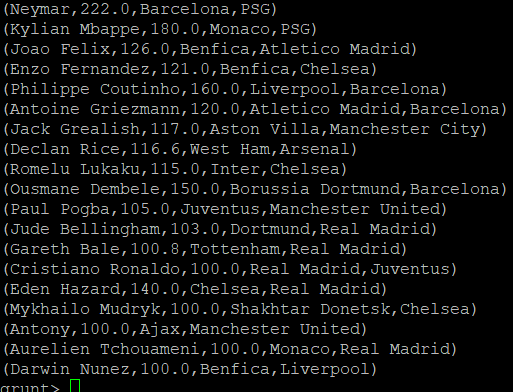 (Neymar,222.0,Barcelona,PSG)
(Kylian Mbappe,180.0,Monaco,PSG)
(Joao Felix,126.0,Benfica,Atletico Madrid)
(Enzo Fernandez,121.0,Benfica,Chelsea)
(Philippe Coutinho,160.0,Liverpool,Barcelona)
(Antoine Griezmann,120.0,Atletico Madrid,Barcelona)
(Jack Grealish,117.0,Aston Villa,Manchester City)
(Declan Rice,116.6,West Ham,Arsenal)
(Romelu Lukaku,115.0,Inter,Chelsea)
(Ousmane Dembele,150.0,Borussia Dortmund,Barcelona)
(Paul Pogba,105.0,Juventus,Manchester United)
(Jude Bellingham,103.0,Dortmund,Real Madrid)
(Gareth Bale,100.8,Tottenham,Real Madrid)
(Cristiano Ronaldo,100.0,Real Madrid,Juventus)
(Eden Hazard,140.0,Chelsea,Real Madrid)
(Mykhailo Mudryk,100.0,Shakhtar Donetsk,Chelsea)
(Antony,100.0,Ajax,Manchester United)
(Aurelien Tchouameni,100.0,Monaco,Real Madrid)
(Darwin Nunez,100.0,Benfica,Liverpool)
grunt>